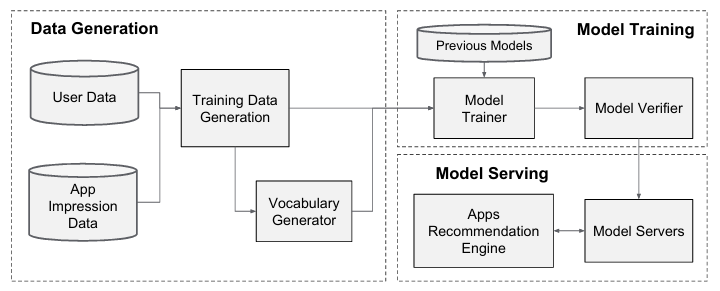 Data Generation
User Data
App
Impression
Data
Training Data
Generation
Vocabulary
Generator
Model Training
Previous Models
Model
Trainer
Model Verifier
Model Serving
Apps
Recommendation
Engine
Model Servers